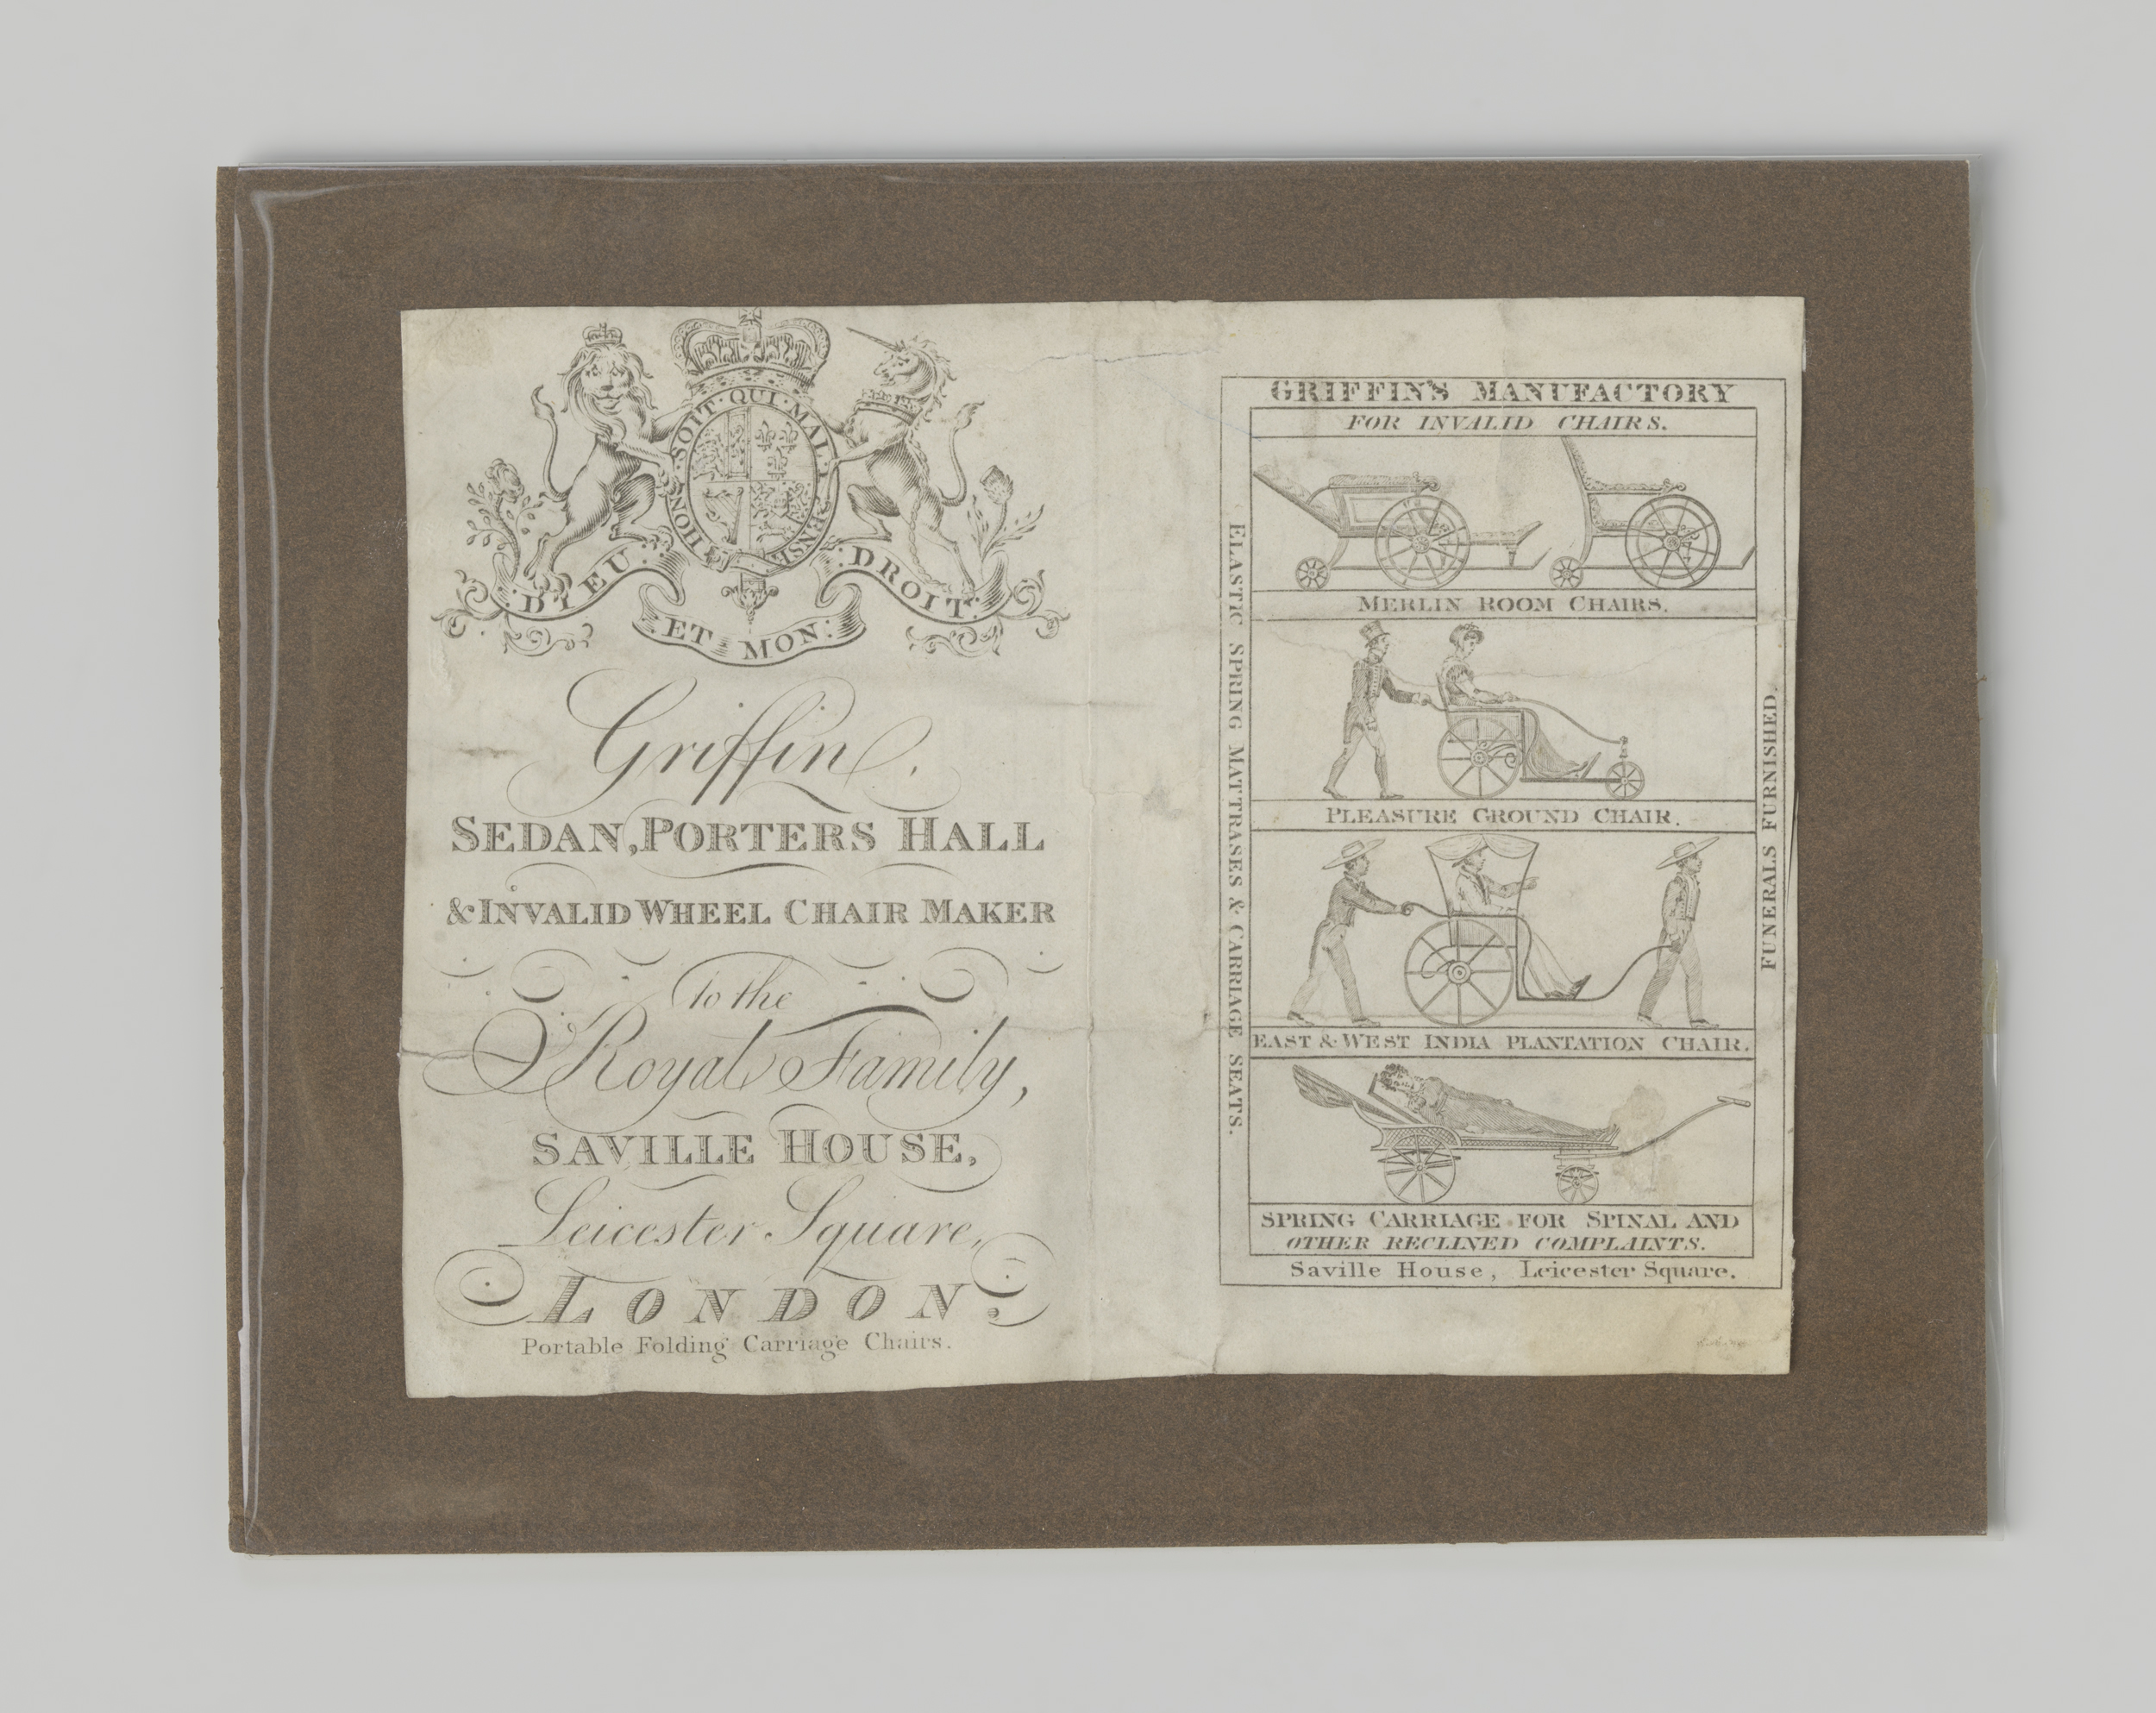 HONI · SOIT · QUI · MAL · Y · PENSE
DIEU : ET MON : DROIT
Griffin,
SEDAN, PORTERS HALL
& INVALID WHEEL CHAIR MAKER
To the
Royal Family,
SAVILLE HOUSE,
Leicester Square,
LONDON.
Portable Folding Carriage Chairs.
GRIFFIN'S MANUFACTORY
FOR INVALID CHAIRS.
MERLIN ROOM CHAIRS.
PLEASURE GROUND CHAIR.
EAST & WEST INDIA PLANTATION CHAIR.
SPRING CARRIAGE FOR SPINAL AND
OTHER RECLINED COMPLAINTS.
Saville House, Leicester Square.
ELASTIC SPRING MATTRASES & CARRIAGE SEATS.
FUNERALS FURNISHED.